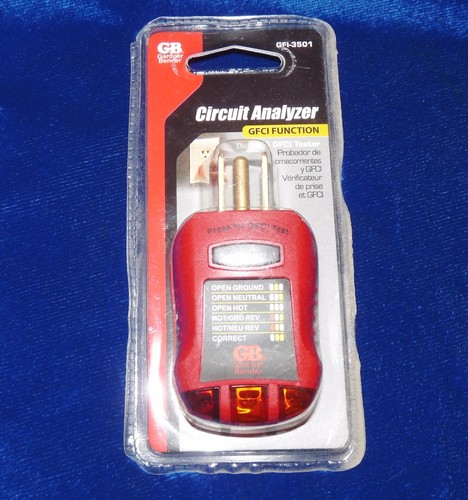 GB
Gardner
Bender
GFI-3501
Circuit Analyzer
GFCI FUNCTION
GFCI Tester
Probador de
tomacorrientes
y GFCI
Vérificateur
de prise
et GFCI
Press for GFCI Test
OPEN GROUND
OPEN NEUTRAL
OPEN HOT
HOT/GRD REV
HOT/NEU REV
CORRECT
GB
Gardner
Bender